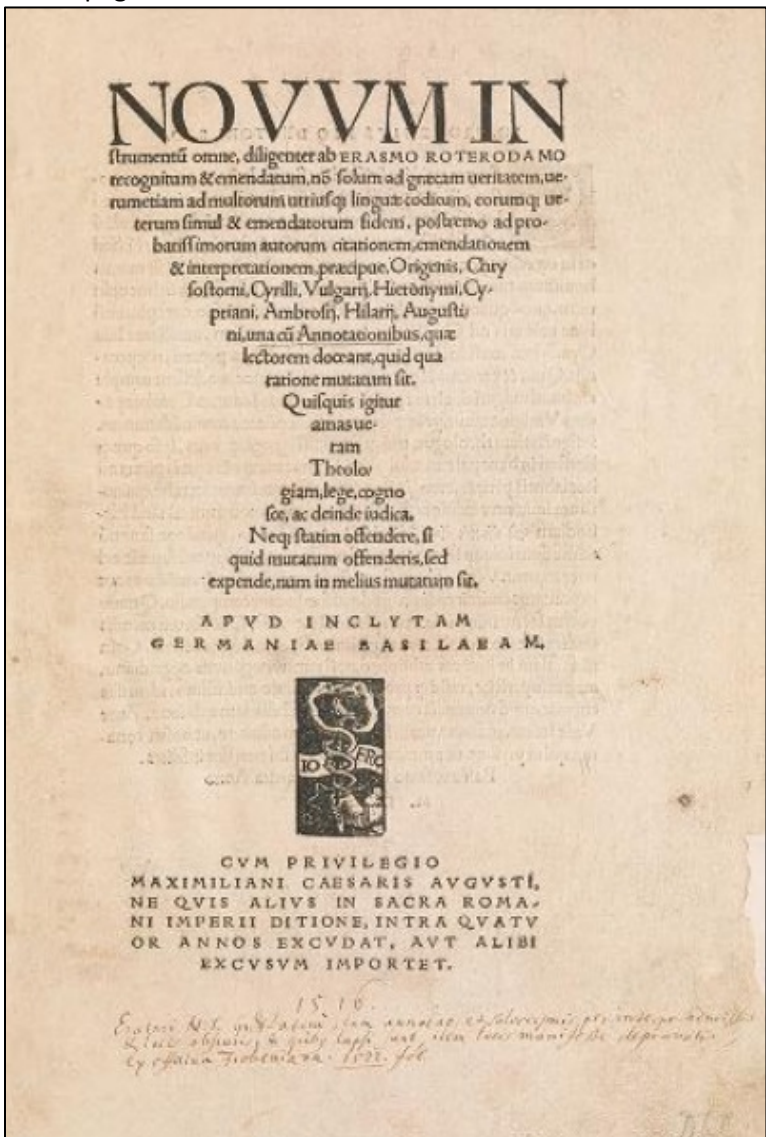 NOVVM IN
strumentũ omne, diligenter ab ERASMO ROTERODAMO
recognitum & emendatum, nõ solum ad græcam ueritatem, ue-
rumetiam ad multorum utriusq; linguæ codicum, eorumq; ue-
terum simul & emendatorum fidem, postremo ad pro-
batissimorum autorum citationem, emendationem
& interpretationem, præcipue, Origenis, Chry
sostomi, Cyrilli, Vulgarij, Hieronymi, Cy-
priani, Ambrosij, Hilarij, Augusti/
ni, una cũ Annotationibus, quæ
lectorem doceant, quid qua
ratione mutatum sit.
Quisquis igitur
amas ue-
ram
Theolo/
giam, lege, cogno
sce, ac deinde iudica.
Neq; statim offendere, si
quid mutatum offenderis, sed
expende, num in melius mutatum sit.
APVD INCLYTAM
GERMANIAE BASILAEAM.
IO FRO
CVM PRIVILEGIO
MAXIMILIANI CAESARIS AVGVSTI,
NE QVIS ALIVS IN SACRA ROMA-
NI IMPERII DITIONE, INTRA QVATV
OR ANNOS EXCVDAT, AVT ALIBI
EXCVSVM IMPORTET.
1516.
Erasmi N.T.
ex officina Frobeniana. 1522. fol.